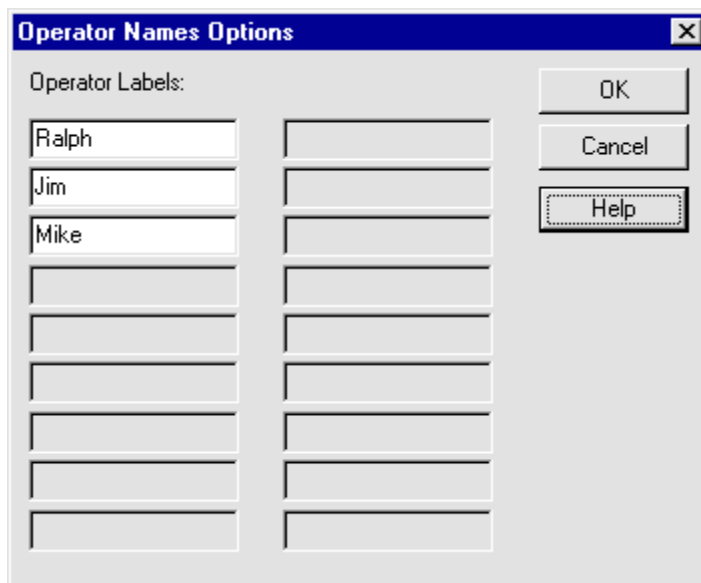 Operator Names Options
Operator Labels:
Ralph
Jim
Mike
OK
Cancel
Help